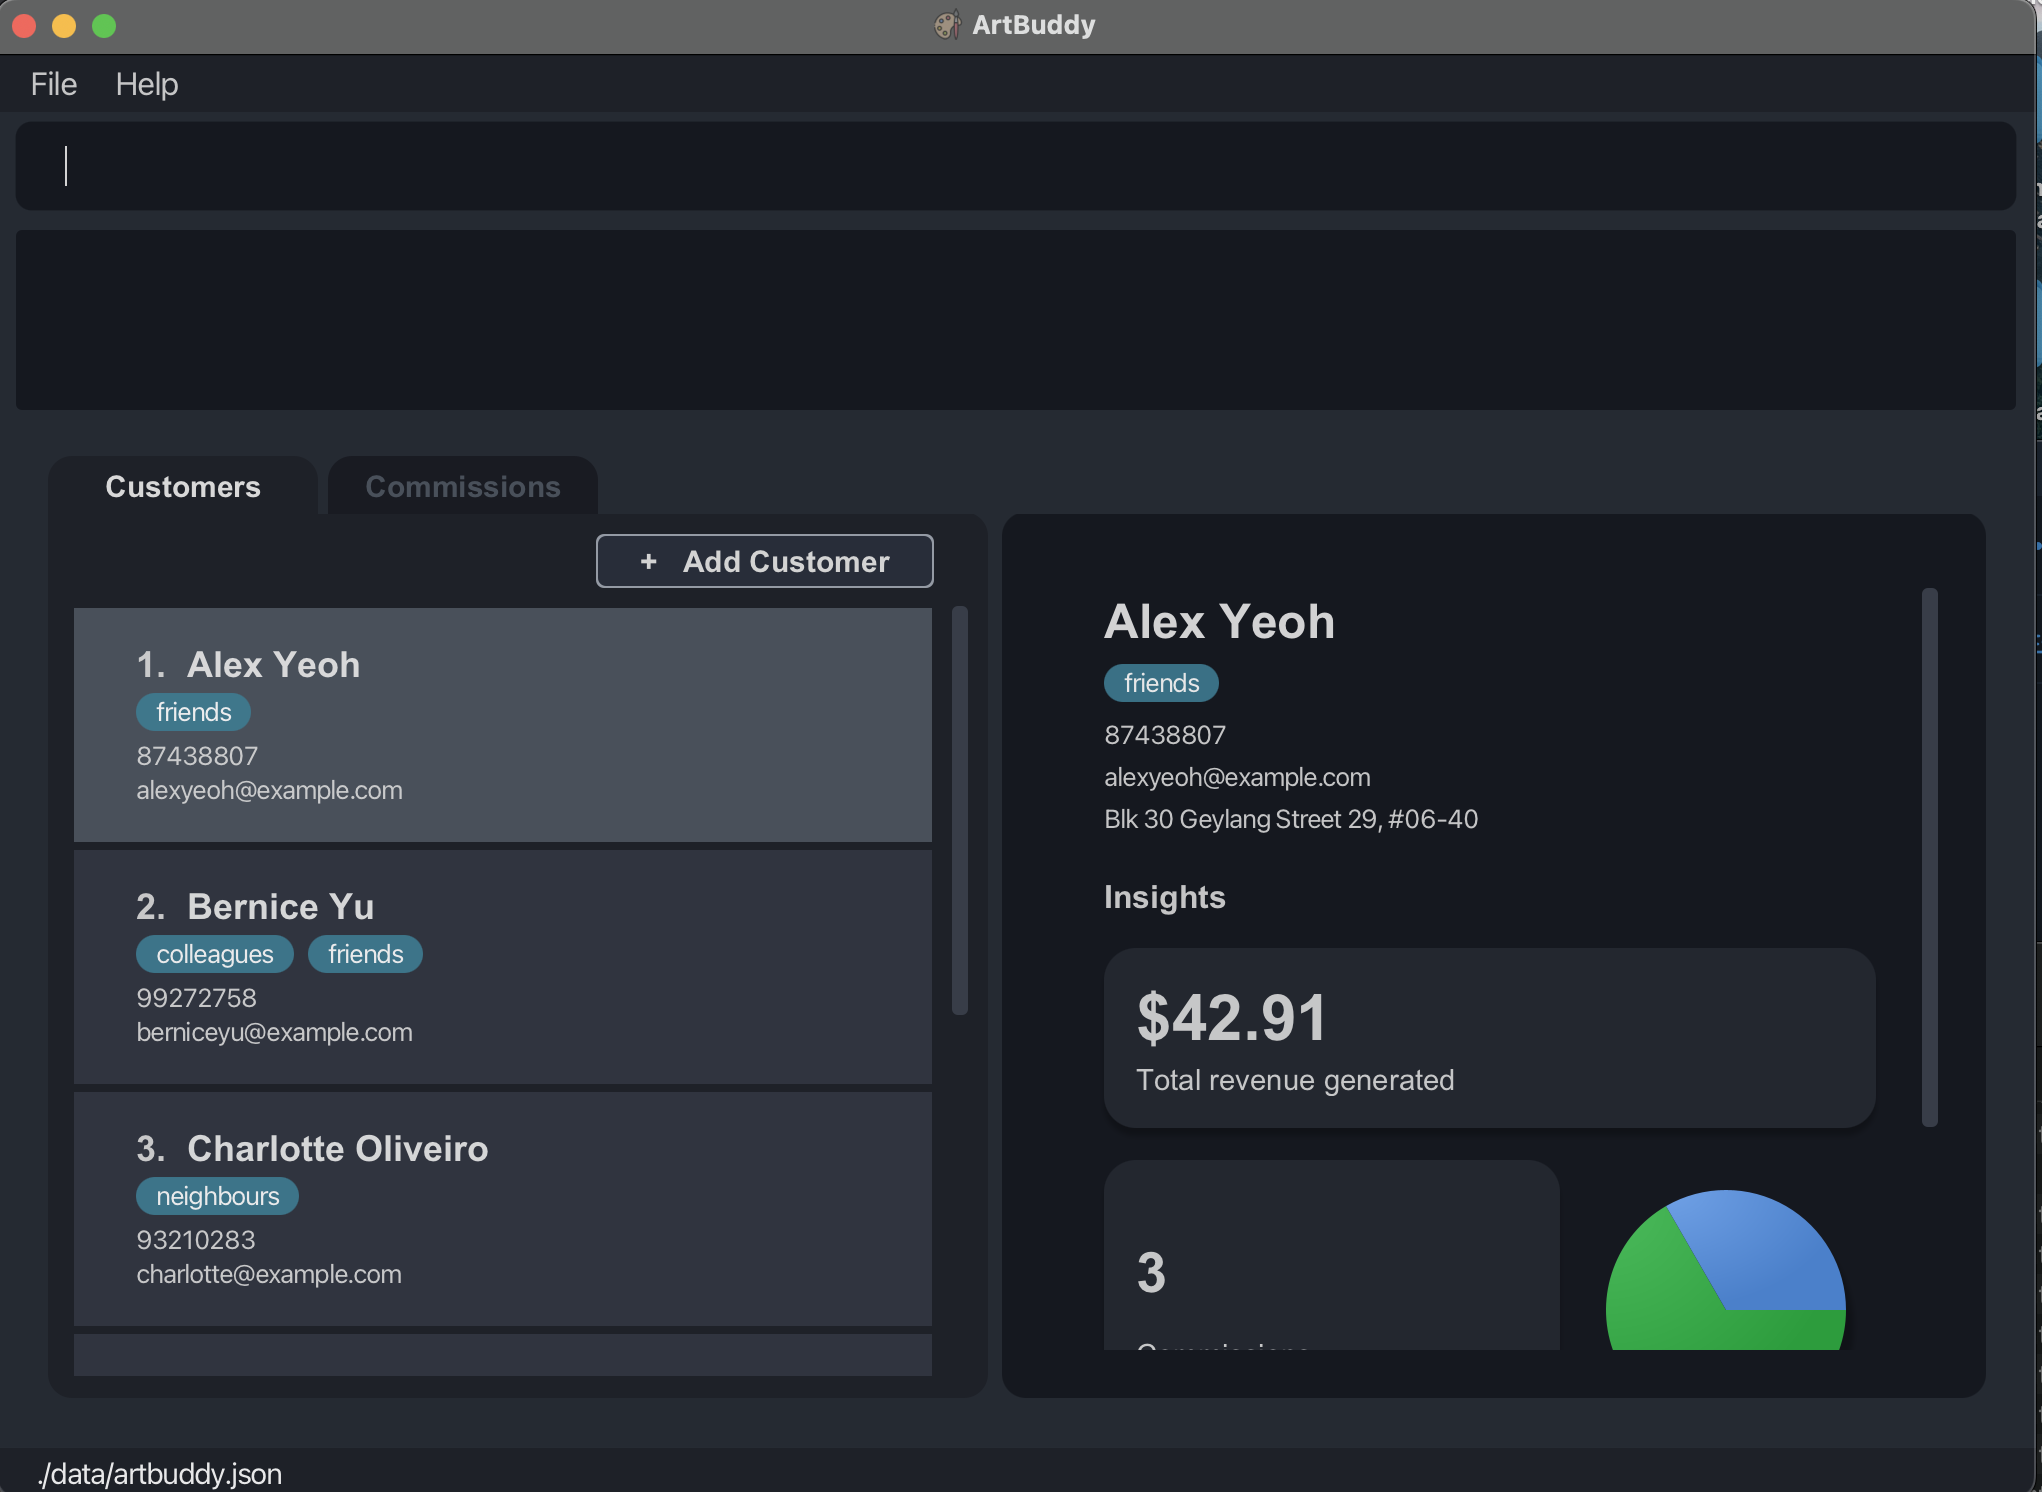 ArtBuddy
File Help
Customers Commissions
+ Add Customer
1. Alex Yeoh
friends
87438807
alexyeoh@example.com
2. Bernice Yu
colleagues friends
99272758
berniceyu@example.com
3. Charlotte Oliveiro
neighbours
93210283
charlotte@example.com
Alex Yeoh
friends
87438807
alexyeoh@example.com
Blk 30 Geylang Street 29, #06-40
Insights
$42.91
Total revenue generated
3
Commissions
./data/artbuddy.json